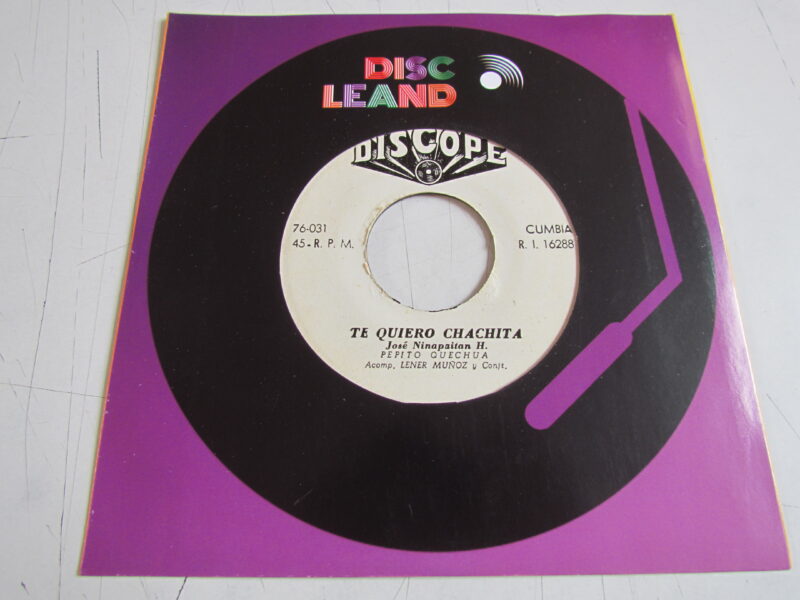 DISC
LEAND
DISCOPE
76-031
CUMBIA
45-R. P. M.
R. I. 16288
TE QUIERO CHACHITA
José Ninapaitan H.
PEPITO QUECHUA
Acomp. LENER MUÑOZ y Conjt.